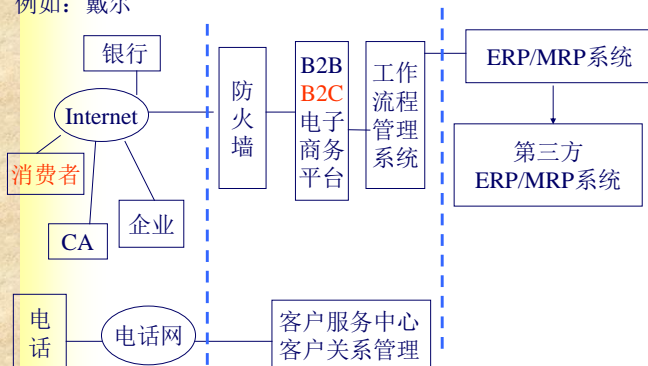 例如：戴尔
银行
Internet
消费者
CA
企业
防
火
墙
B2B
B2C
电子
商务
平台
工作
流程
管理
系统
ERP/MRP系统
第三方
ERP/MRP系统
电
话
电话网
客户服务中心
客户关系管理